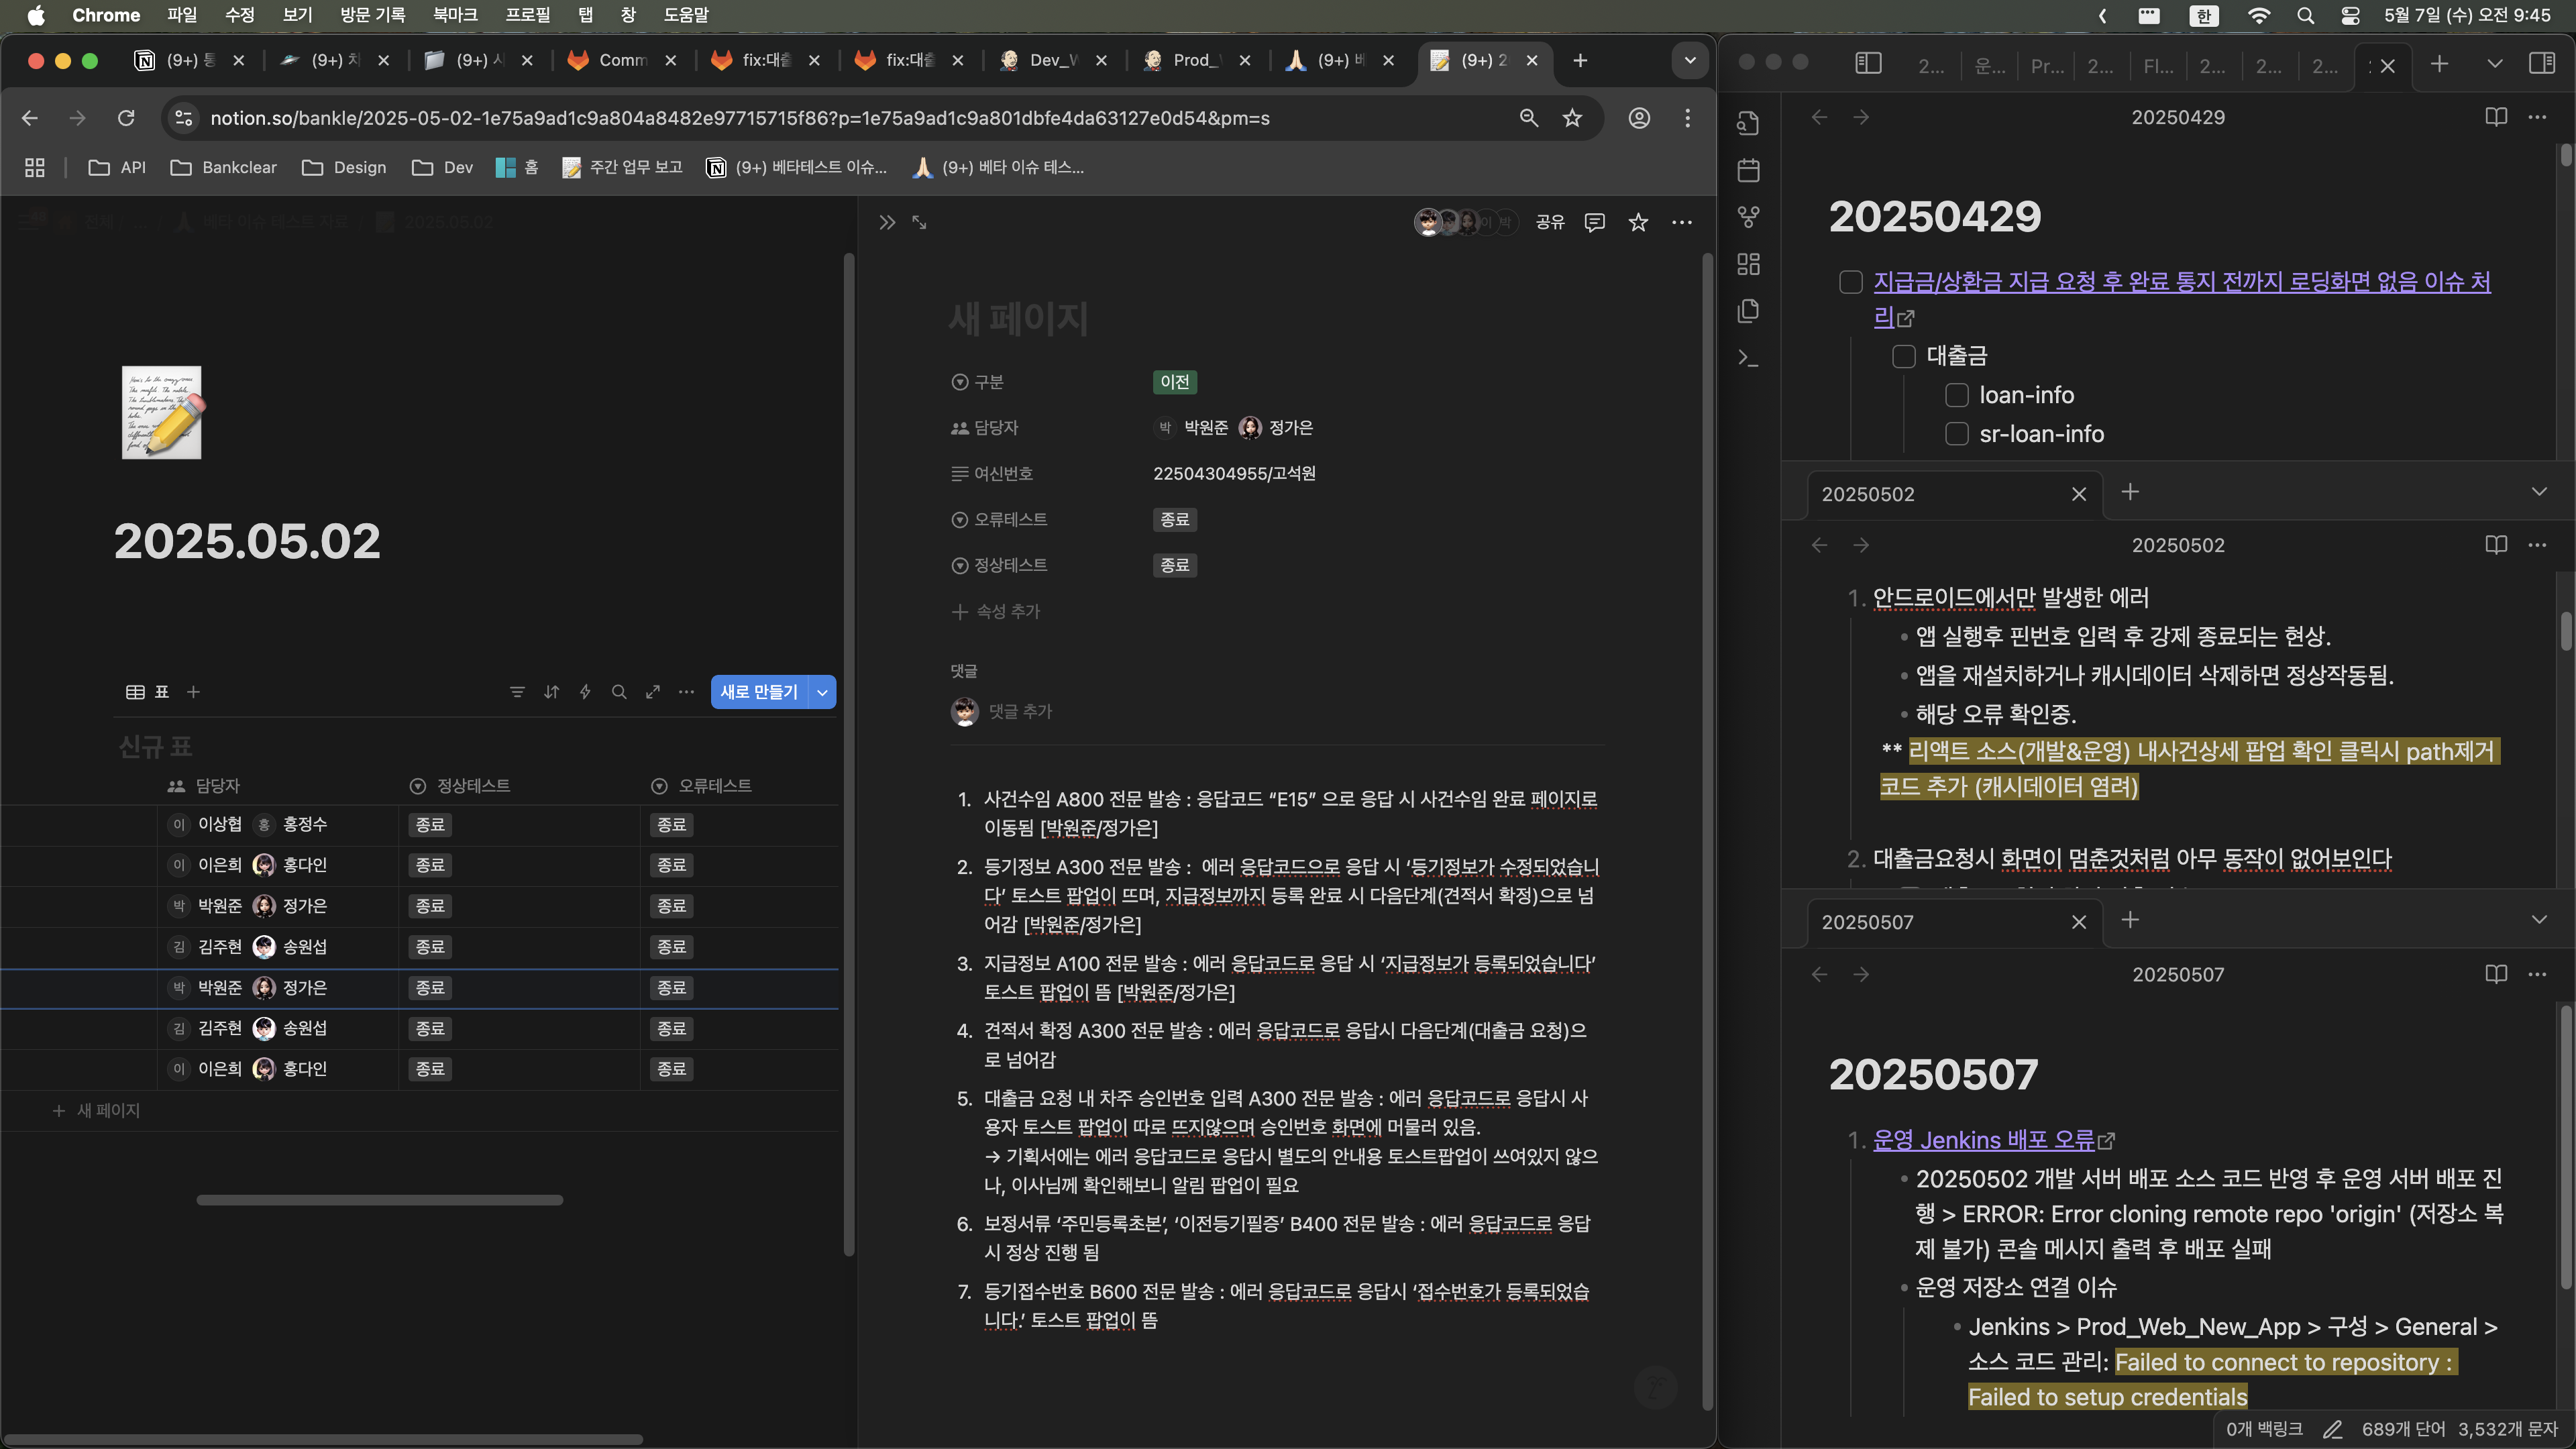 Chrome 파일 수정 보기 방문 기록 북마크 프로필 탭 창 도움말
한 5월 7일 (수) 오전 9:45
(9+) (9+) (9+) Comm fix:대 fix:대 Dev_ Prod_ (9+) (9+) 2
notion.so/bankle/2025-05-02-1e75a9ad1c9a804a8482e97715715f86?p=1e75a9ad1c9a801dbfe4da63127e0d54&pm=s
API Bankclear Design Dev 홈 주간 업무 보고 (9+) 베타테스트 이슈... (9+) 베타 이슈 테스...
전체 / ... / 베타 이슈 테스트 자료 / 2025.05.02
2025.05.02
표
새로 만들기
신규 표
담당자 정상테스트 오류테스트
이 이상협 홍 홍정수 종료 종료
이 이은희 홍다인 종료 종료
박 박원준 정가은 종료 종료
김 김주현 송원섭 종료 종료
박 박원준 정가은 종료 종료
김 김주현 송원섭 종료 종료
이 이은희 홍다인 종료 종료
새 페이지
이 박 공유
새 페이지
구분 이전
담당자 박 박원준 정가은
여신번호 22504304955/고석원
오류테스트 종료
정상테스트 종료
속성 추가
댓글
댓글 추가
1. 사건수임 A800 전문 발송 : 응답코드 “E15” 으로 응답 시 사건수임 완료 페이지로
이동됨 [박원준/정가은]
2. 등기정보 A300 전문 발송 : 에러 응답코드으로 응답 시 ‘등기정보가 수정되었습니
다’ 토스트 팝업이 뜨며, 지급정보까지 등록 완료 시 다음단계(견적서 확정)으로 넘
어감 [박원준/정가은]
3. 지급정보 A100 전문 발송 : 에러 응답코드로 응답 시 ‘지급정보가 등록되었습니다’
토스트 팝업이 뜸 [박원준/정가은]
4. 견적서 확정 A300 전문 발송 : 에러 응답코드로 응답시 다음단계(대출금 요청)으
로 넘어감
5. 대출금 요청 내 차주 승인번호 입력 A300 전문 발송 : 에러 응답코드로 응답시 사
용자 토스트 팝업이 따로 뜨지않으며 승인번호 화면에 머물러 있음.
→ 기획서에는 에러 응답코드로 응답시 별도의 안내용 토스트팝업이 쓰여있지 않으
나, 이사님께 확인해보니 알림 팝업이 필요
6. 보정서류 ‘주민등록초본’, ‘이전등기필증’ B400 전문 발송 : 에러 응답코드로 응답
시 정상 진행 됨
7. 등기접수번호 B600 전문 발송 : 에러 응답코드로 응답시 ‘접수번호가 등록되었습
니다.’ 토스트 팝업이 뜸
2... 운... Pr... 2... Fl... 2... 2... 2...
20250429
20250429
지급금/상환금 지급 요청 후 완료 통지 전까지 로딩화면 없음 이슈 처
리
대출금
loan-info
sr-loan-info
20250502
20250502
1. 안드로이드에서만 발생한 에러
앱 실행후 핀번호 입력 후 강제 종료되는 현상.
앱을 재설치하거나 캐시데이터 삭제하면 정상작동됨.
해당 오류 확인중.
** 리액트 소스(개발&운영) 내사건상세 팝업 확인 클릭시 path제거
코드 추가 (캐시데이터 염려)
2. 대출금요청시 화면이 멈춘것처럼 아무 동작이 없어보인다
20250507
20250507
20250507
1. 운영 Jenkins 배포 오류
20250502 개발 서버 배포 소스 코드 반영 후 운영 서버 배포 진
행 > ERROR: Error cloning remote repo 'origin' (저장소 복
제 불가) 콘솔 메시지 출력 후 배포 실패
운영 저장소 연결 이슈
Jenkins > Prod_Web_New_App > 구성 > General >
소스 코드 관리: Failed to connect to repository :
Failed to setup credentials
0개 백링크 689개 단어 3,532개 문자